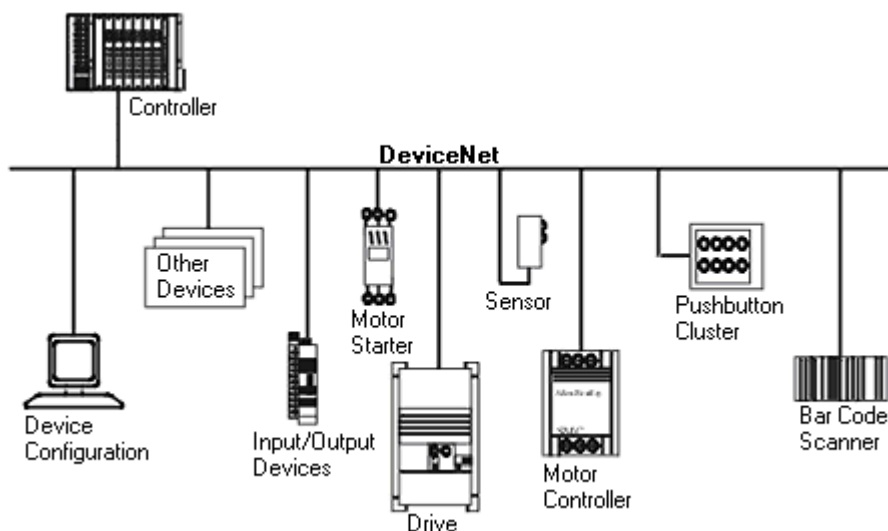 Controller
DeviceNet
Other
Devices
Motor
Starter
Sensor
Pushbutton
Cluster
Device
Configuration
Input/Output
Devices
Drive
Motor
Controller
Bar Code
Scanner